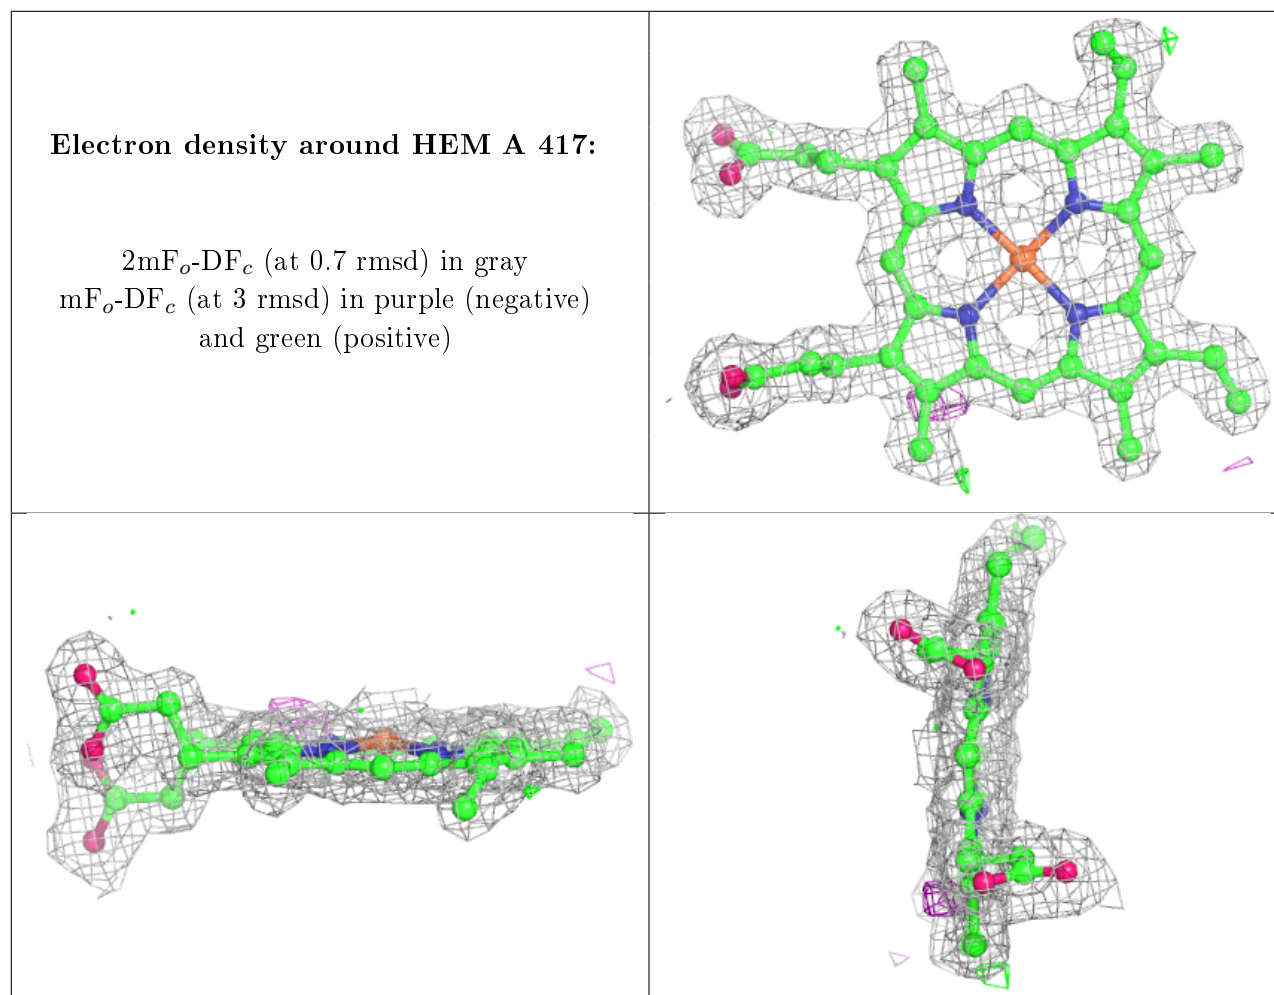 Electron density around HEM A 417:
2mFₒ-DF𝒸 (at 0.7 rmsd) in gray
mFₒ-DF𝒸 (at 3 rmsd) in purple (negative)
and green (positive)